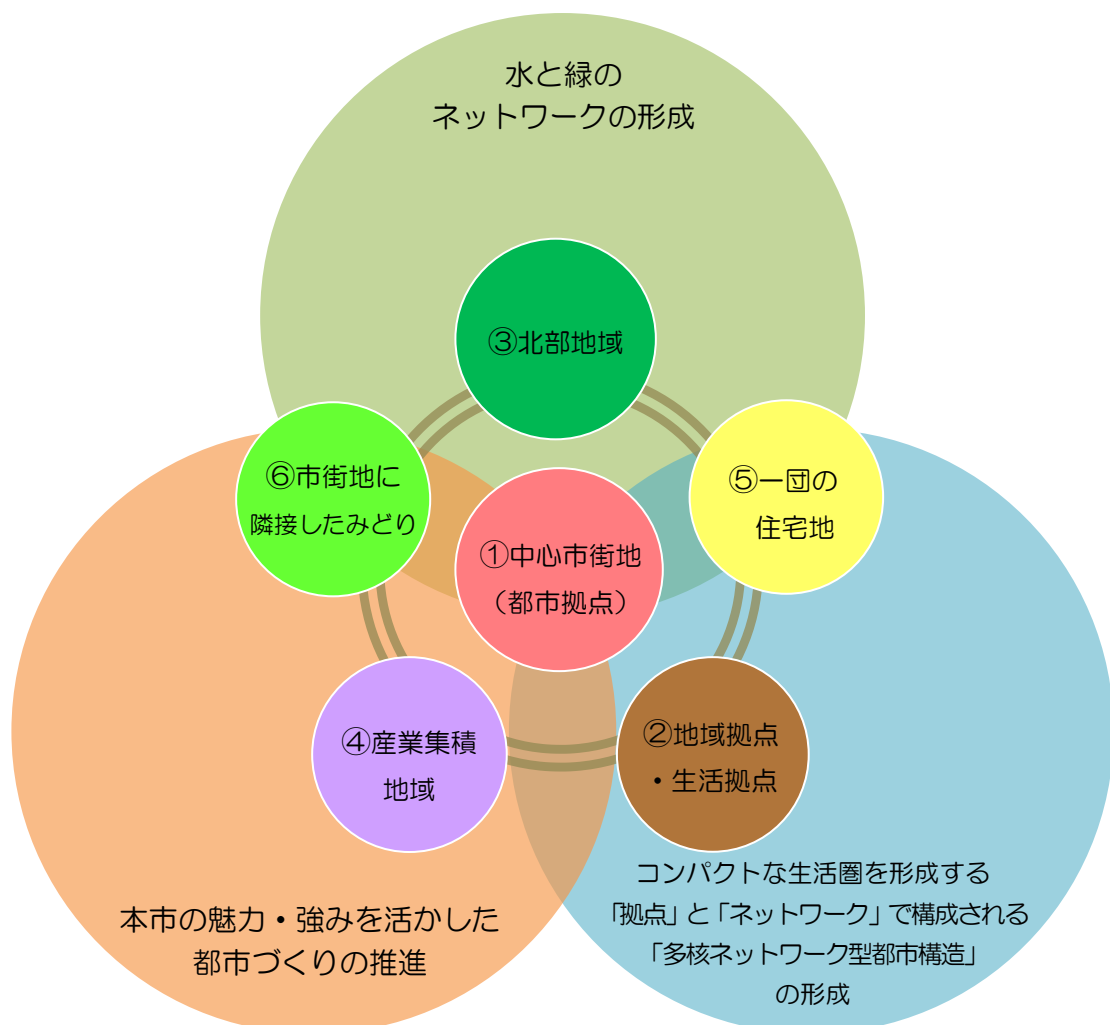 水と緑の
ネットワークの形成
③北部地域
⑥市街地に
隣接したみどり
⑤一団の
住宅地
①中心市街地
（都市拠点）
④産業集積
地域
②地域拠点
・生活拠点
本市の魅力・強みを活かした
都市づくりの推進
コンパクトな生活圏を形成する
「拠点」と「ネットワーク」で構成される
「多核ネットワーク型都市構造」
の形成